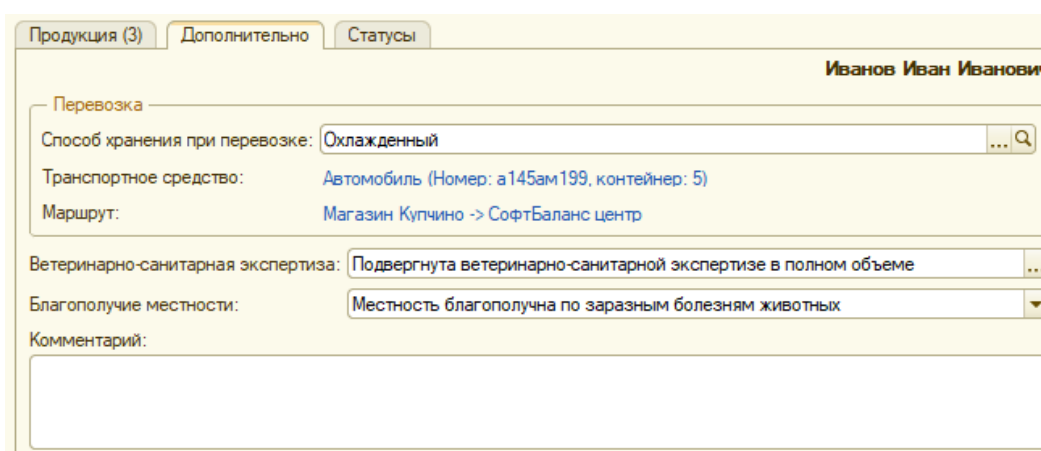 Продукция (3) Дополнительно Статусы
Иванов Иван Иванович
Перевозка
Способ хранения при перевозке: Охлажденный ...
Транспортное средство: Автомобиль (Номер: а145ам199, контейнер: 5)
Маршрут: Магазин Купчино -> СофтБаланс центр
Ветеринарно-санитарная экспертиза: Подвергнута ветеринарно-санитарной экспертизе в полном объеме ...
Благополучие местности: Местность благополучна по заразным болезням животных
Комментарий: